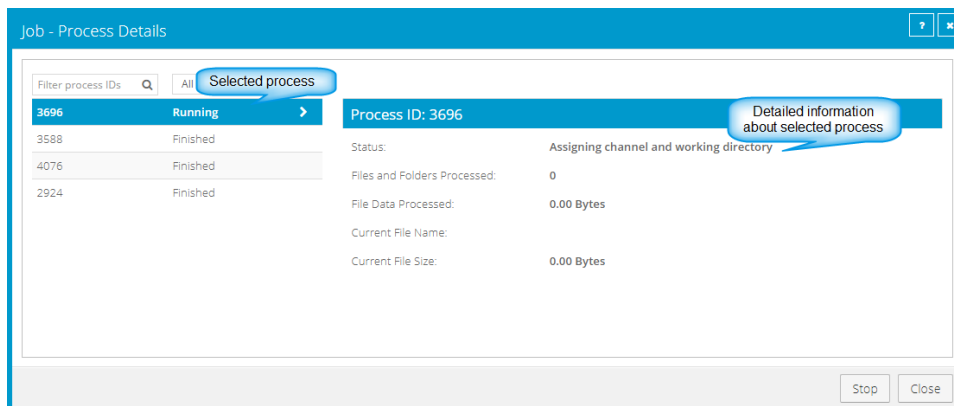 Job - Process Details
?
Filter process IDs
All
Selected process
3696 Running
3588 Finished
4076 Finished
2924 Finished
Process ID: 3696
Detailed information
about selected process
Status: Assigning channel and working directory
Files and Folders Processed: 0
File Data Processed: 0.00 Bytes
Current File Name:
Current File Size: 0.00 Bytes
Stop
Close